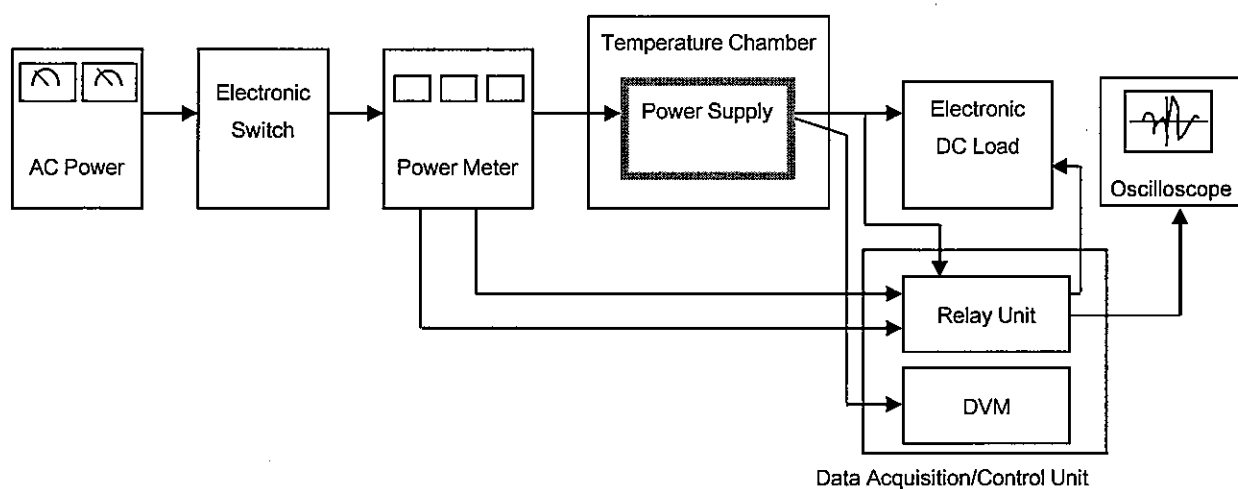 AC Power
Electronic
Switch
Power Meter
Temperature Chamber
Power Supply
Electronic
DC Load
Oscilloscope
Relay Unit
DVM
Data Acquisition/Control Unit